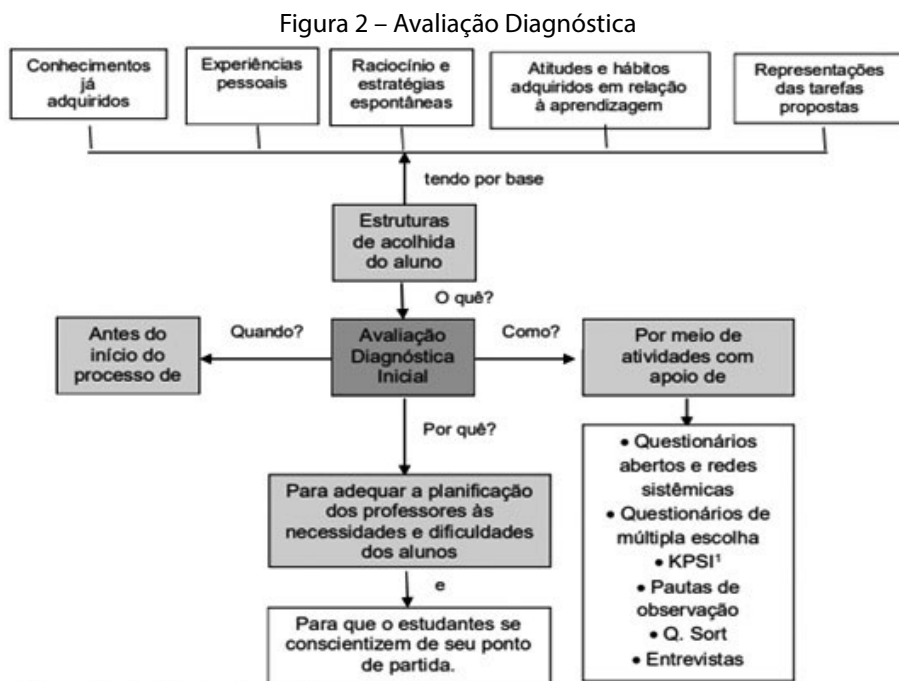 Figura 2 – Avaliação Diagnóstica
Conhecimentos
já
adquiridos
Experiências
pessoais
Raciocínio e
estratégias
espontâneas
Atitudes e hábitos
adquiridos em relação
à aprendizagem
Representações
das tarefas
propostas
tendo por base
Estruturas
de acolhida
do aluno
O quê?
Antes do
início do
processo de
Quando?
Avaliação
Diagnóstica
Inicial
Como?
Por meio de
atividades com
apoio de
Por quê?
Para adequar a planificação
dos professores às
necessidades e dificuldades
dos alunos
e
Para que o estudantes se
conscientizem de seu ponto
de partida.
• Questionários
abertos e redes
sistêmicas
• Questionários de
múltipla escolha
• KPSI¹
• Pautas de
observação
• Q. Sort
• Entrevistas